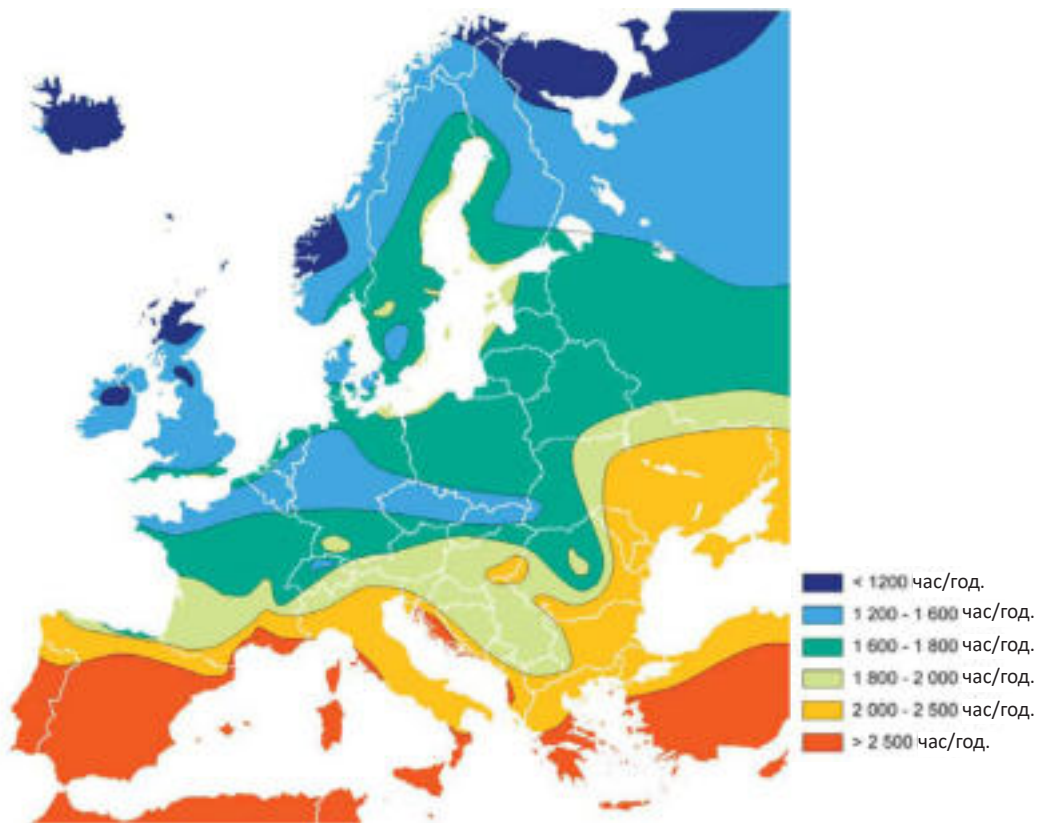 < 1200 час/год.
1 200 - 1 600 час/год.
1 600 - 1 800 час/год.
1 800 - 2 000 час/год.
2 000 - 2 500 час/год.
> 2 500 час/год.